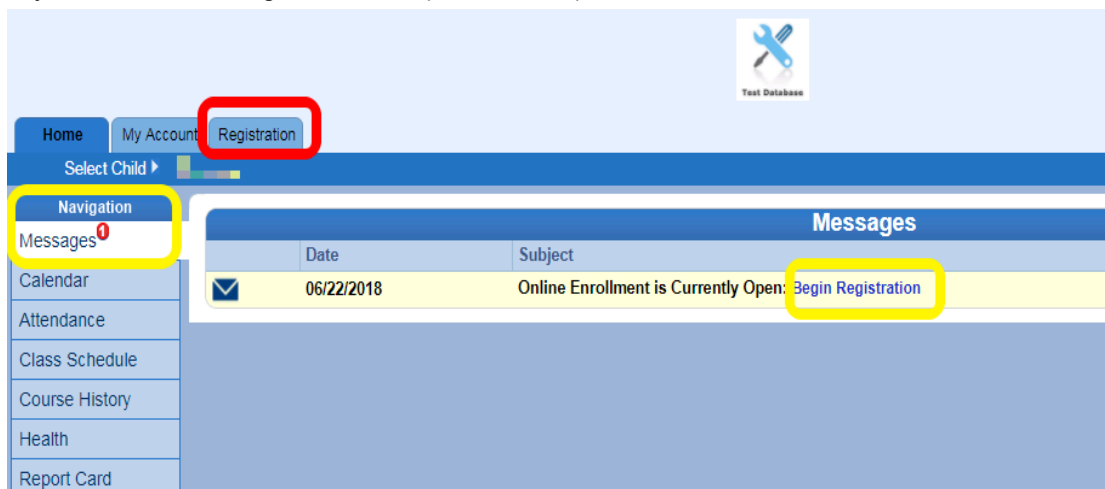 Test Database
Home My Account Registration
Select Child
Navigation
Messages 1
Calendar
Attendance
Class Schedule
Course History
Health
Report Card
Messages
Date Subject
06/22/2018 Online Enrollment is Currently Open: Begin Registration